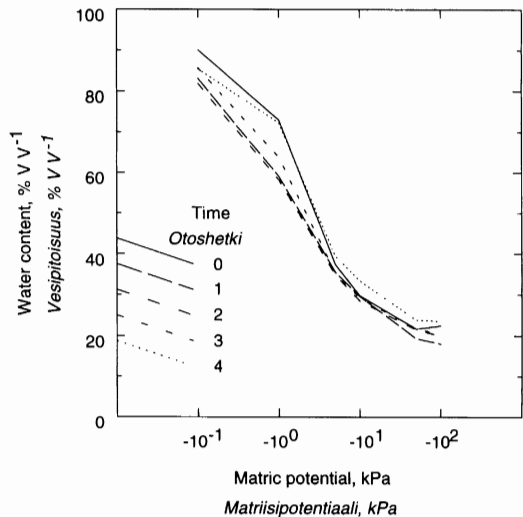 100
80
60
40
20
0
Water content, % V V⁻¹
Vesipitoisuus, % V V⁻¹
Time
Otoshetki
0
1
2
3
4
-10⁻¹
-10⁰
-10¹
-10²
Matric potential, kPa
Matriisipotentiaali, kPa